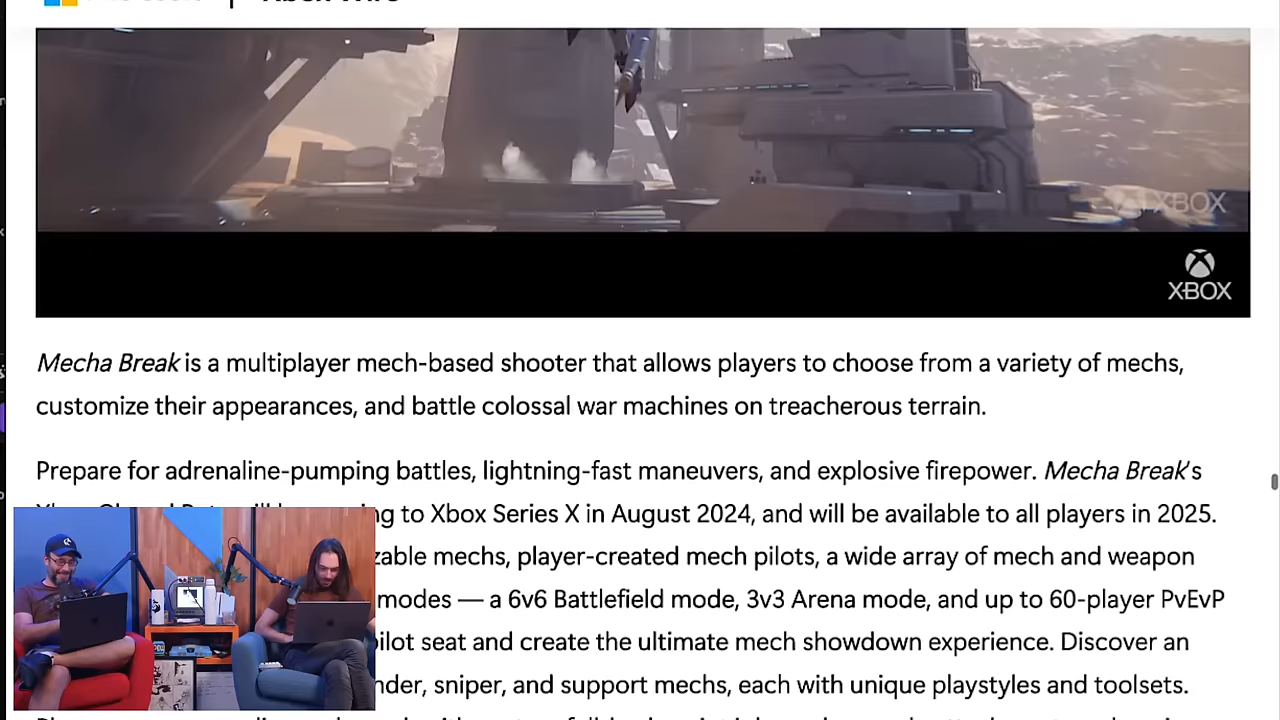 XBOX
XBOX
Mecha Break is a multiplayer mech-based shooter that allows players to choose from a variety of mechs,
customize their appearances, and battle colossal war machines on treacherous terrain.
Prepare for adrenaline-pumping battles, lightning-fast maneuvers, and explosive firepower. Mecha Break's
to Xbox Series X in August 2024, and will be available to all players in 2025.
mechs, player-created mech pilots, a wide array of mech and weapon
modes — a 6v6 Battlefield mode, 3v3 Arena mode, and up to 60-player PvEvP
seat and create the ultimate mech showdown experience. Discover an
sniper, and support mechs, each with unique playstyles and toolsets.